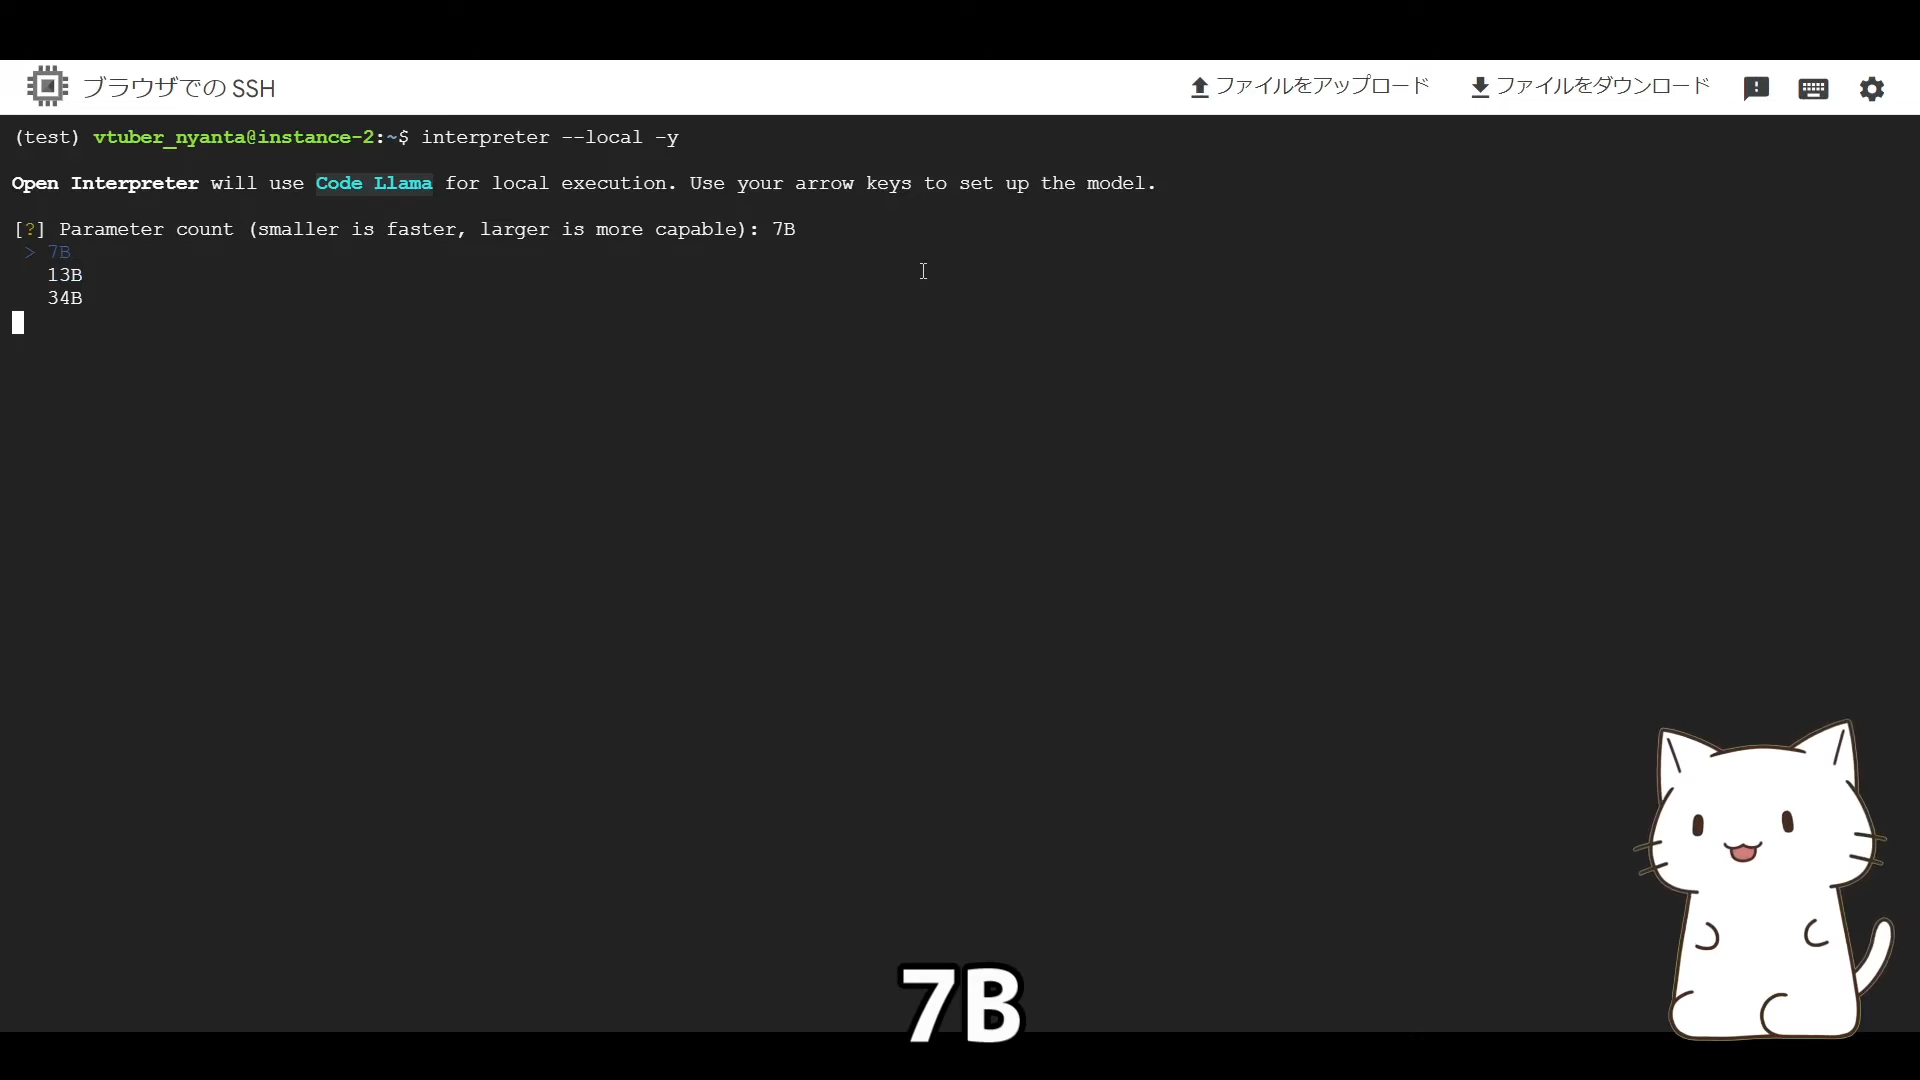 ブラウザでの SSH
ファイルをアップロード
ファイルをダウンロード
(test) vtuber_nyanta@instance-2:~$ interpreter --local -y
Open Interpreter will use Code Llama for local execution. Use your arrow keys to set up the model.
[?] Parameter count (smaller is faster, larger is more capable): 7B
> 7B
13B
34B
7B